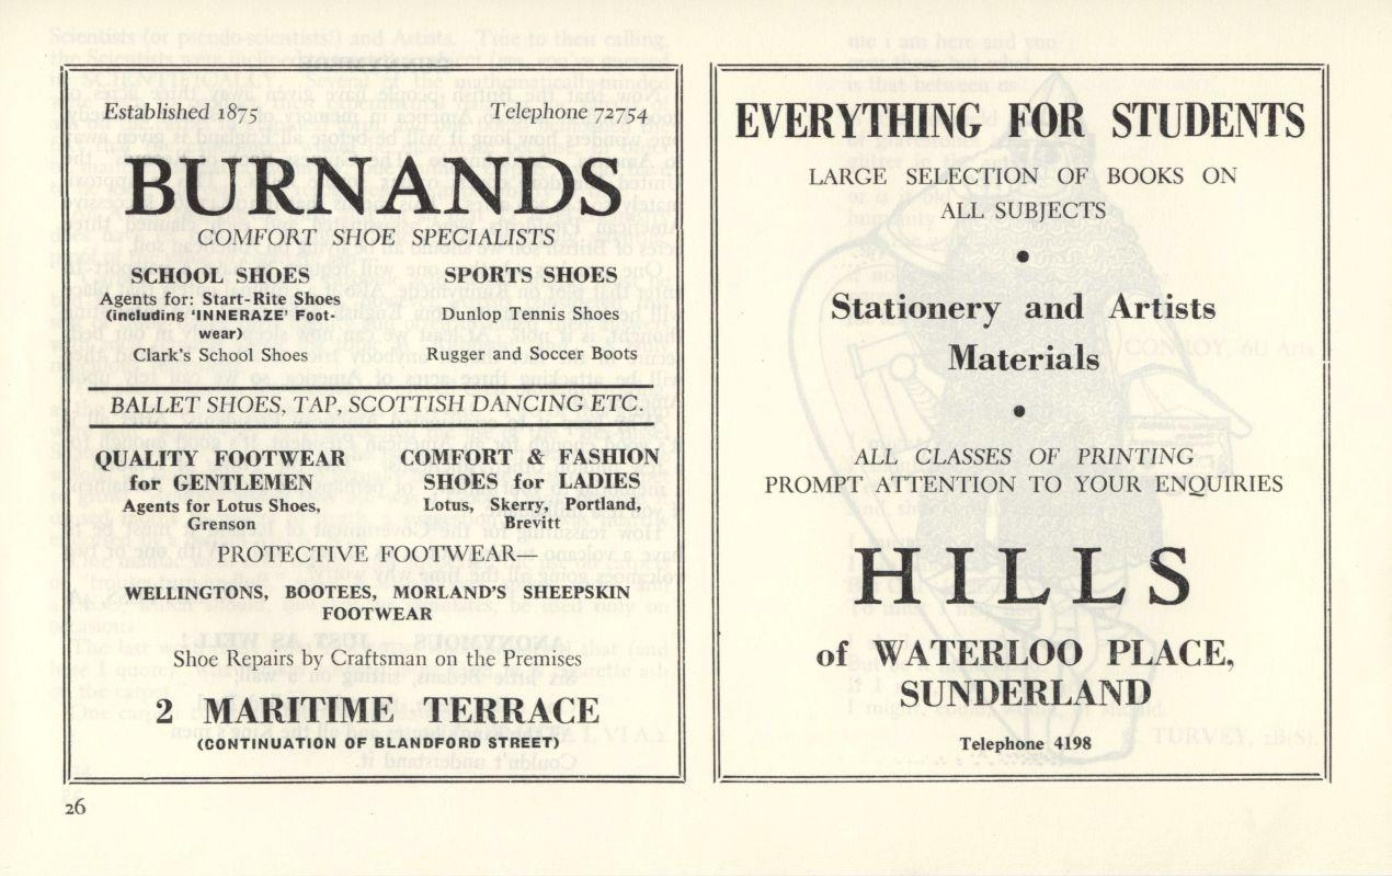 Established 1875 Telephone 72754
BURNANDS
COMFORT SHOE SPECIALISTS
SCHOOL SHOES
Agents for: Start-Rite Shoes
(including 'INNERAZE' Foot-
wear)
Clark's School Shoes
SPORTS SHOES
Dunlop Tennis Shoes
Rugger and Soccer Boots
BALLET SHOES, TAP, SCOTTISH DANCING ETC.
QUALITY FOOTWEAR
for GENTLEMEN
Agents for Lotus Shoes,
Grenson
COMFORT & FASHION
SHOES for LADIES
Lotus, Skerry, Portland,
Brevitt
PROTECTIVE FOOTWEAR—
WELLINGTONS, BOOTEES, MORLAND'S SHEEPSKIN
FOOTWEAR
Shoe Repairs by Craftsman on the Premises
2 MARITIME TERRACE
(CONTINUATION OF BLANDFORD STREET)
26
EVERYTHING FOR STUDENTS
LARGE SELECTION OF BOOKS ON
ALL SUBJECTS
•
Stationery and Artists
Materials
•
ALL CLASSES OF PRINTING
PROMPT ATTENTION TO YOUR ENQUIRIES
HILLS
of WATERLOO PLACE,
SUNDERLAND
Telephone 4198